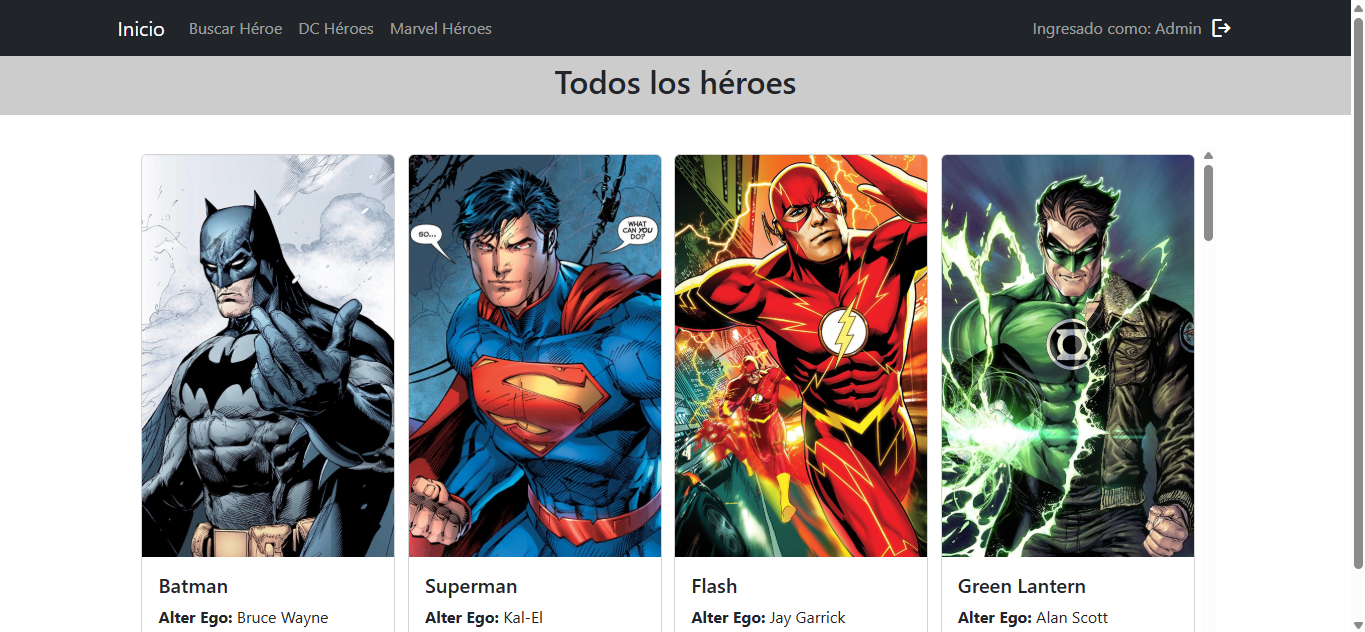 Inicio Buscar Héroe DC Héroes Marvel Héroes Ingresado como: Admin
Todos los héroes
SO...
WHAT
CAN YOU
DO?
Batman Superman Flash Green Lantern
Alter Ego: Bruce Wayne Alter Ego: Kal-El Alter Ego: Jay Garrick Alter Ego: Alan Scott